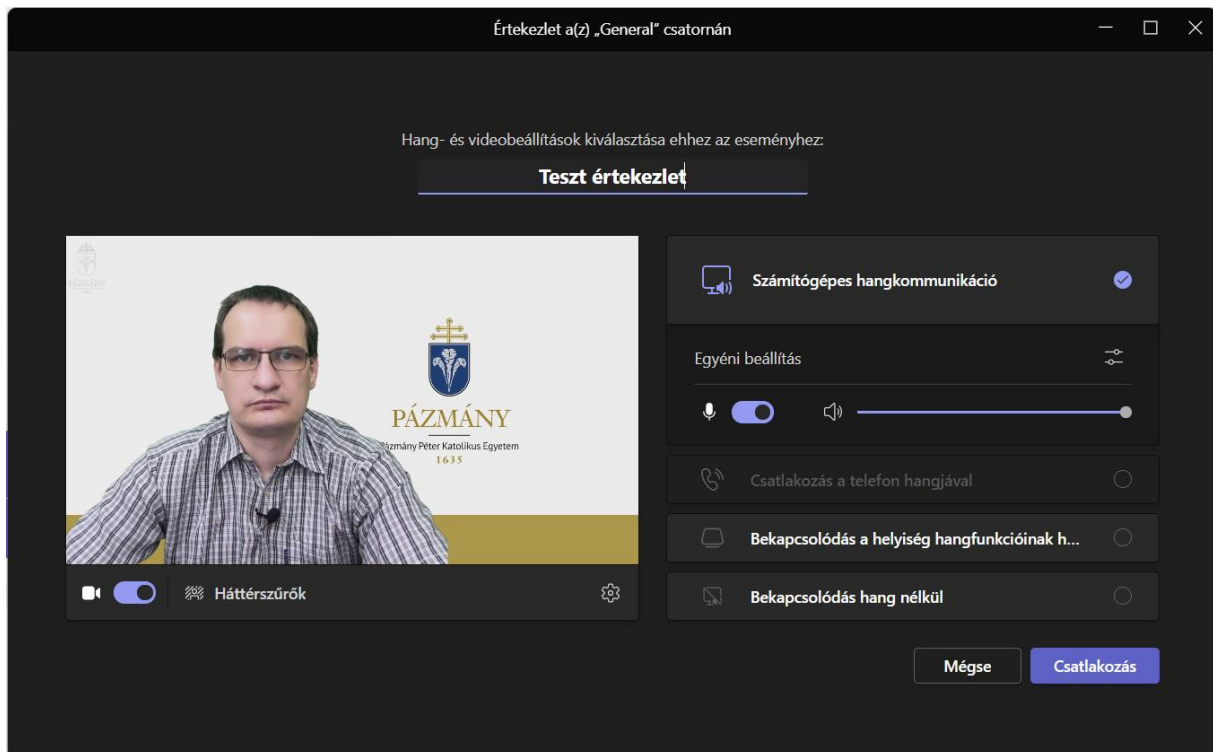 Értekezlet a(z) „General” csatornán
Hang- és videobeállítások kiválasztása ehhez az eseményhez:
Teszt értekezlet
PÁZMÁNY
PÁZMÁNY
Pázmány Péter Katolikus Egyetem
1635
Háttérszűrők
Számítógépes hangkommunikáció
Egyéni beállítás
Csatlakozás a telefon hangjával
Bekapcsolódás a helyiség hangfunkcióinak h...
Bekapcsolódás hang nélkül
Mégse
Csatlakozás